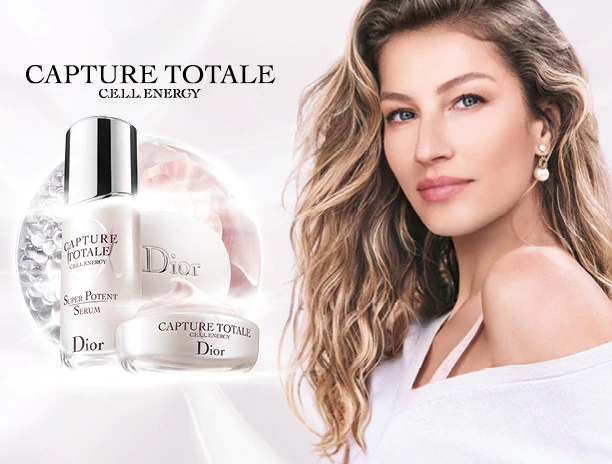 CAPTURE TOTALE
C.E.L.L. ENERGY
CAPTURE
TOTALE
C.E.L.L. ENERGY
SUPER POTENT
SERUM
Dior
Dior
CAPTURE TOTALE
C.E.L.L. ENERGY
Dior